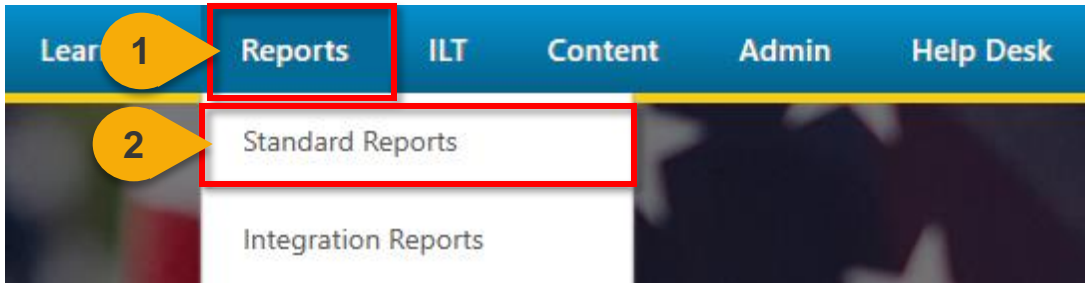 Lear 1 Reports ILT Content Admin Help Desk
2 Standard Reports
Integration Reports